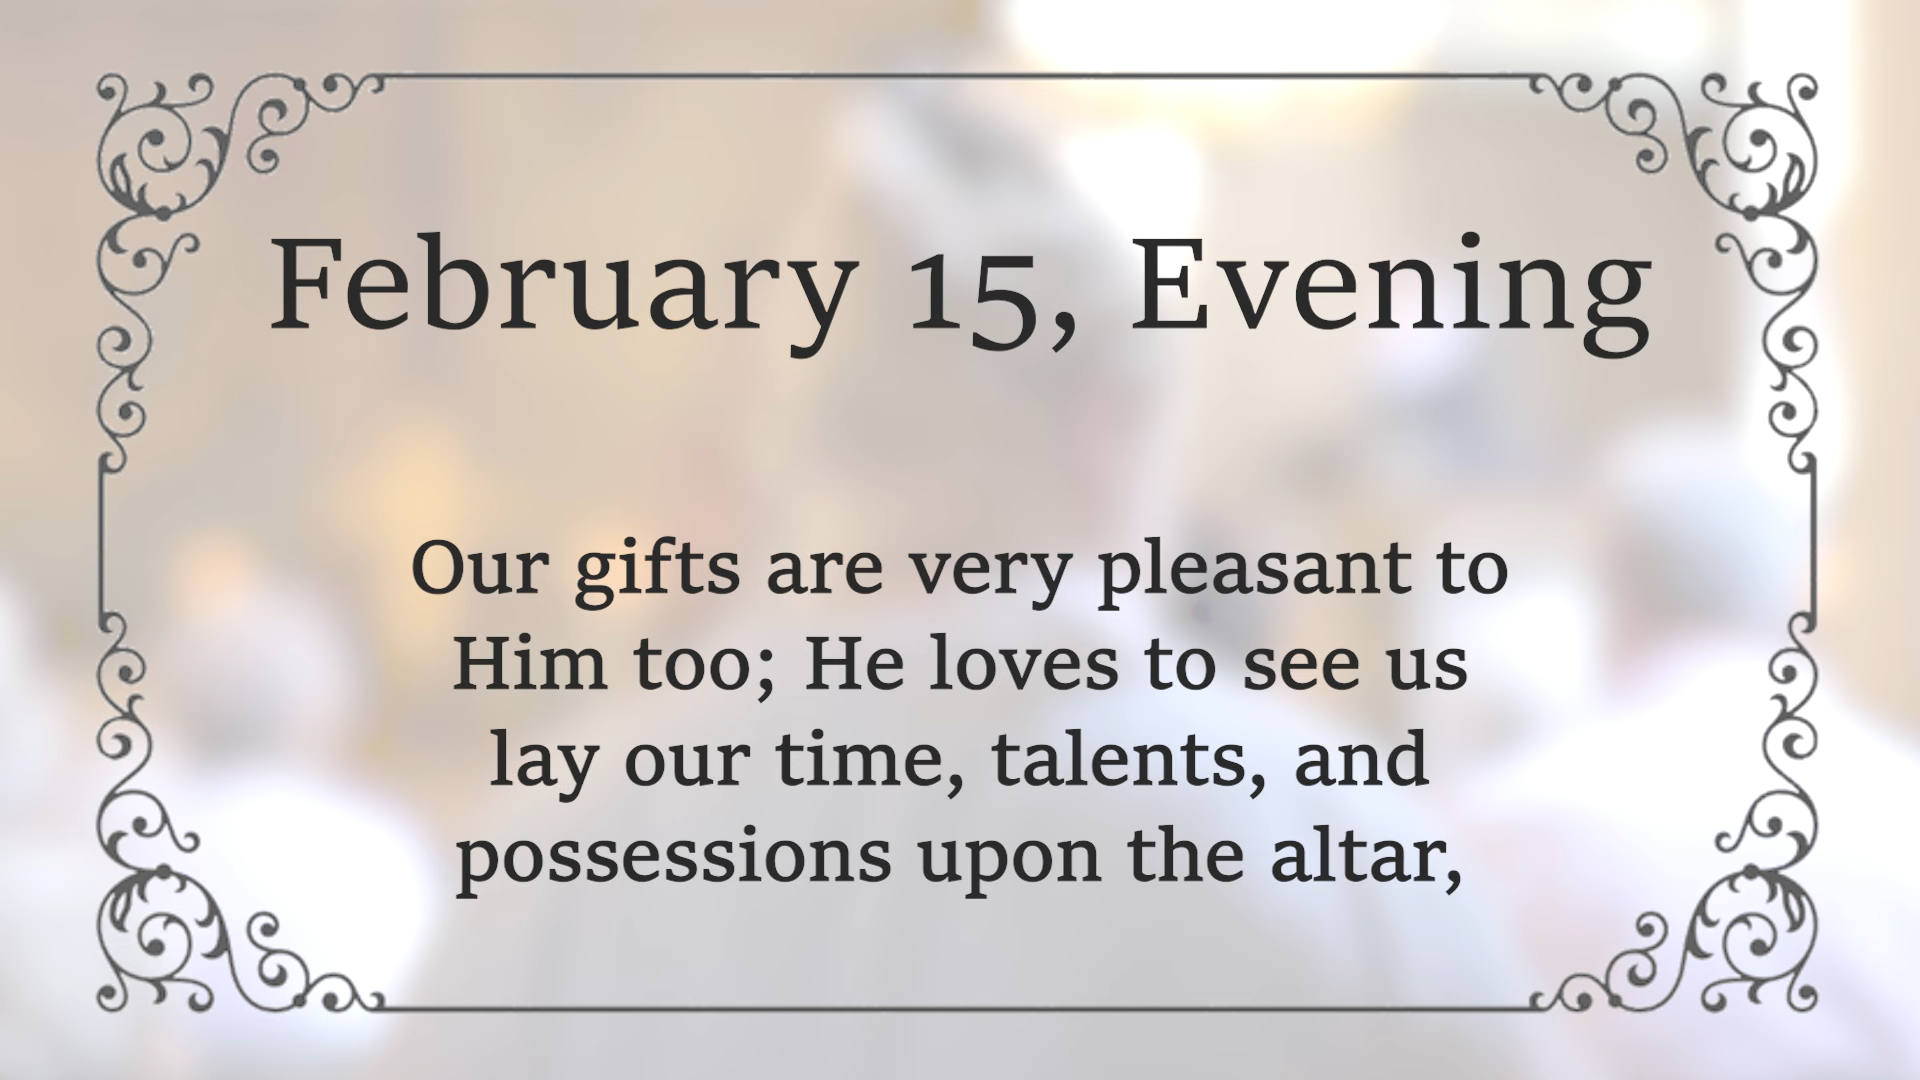 February 15, Evening
Our gifts are very pleasant to
Him too; He loves to see us
lay our time, talents, and
possessions upon the altar,